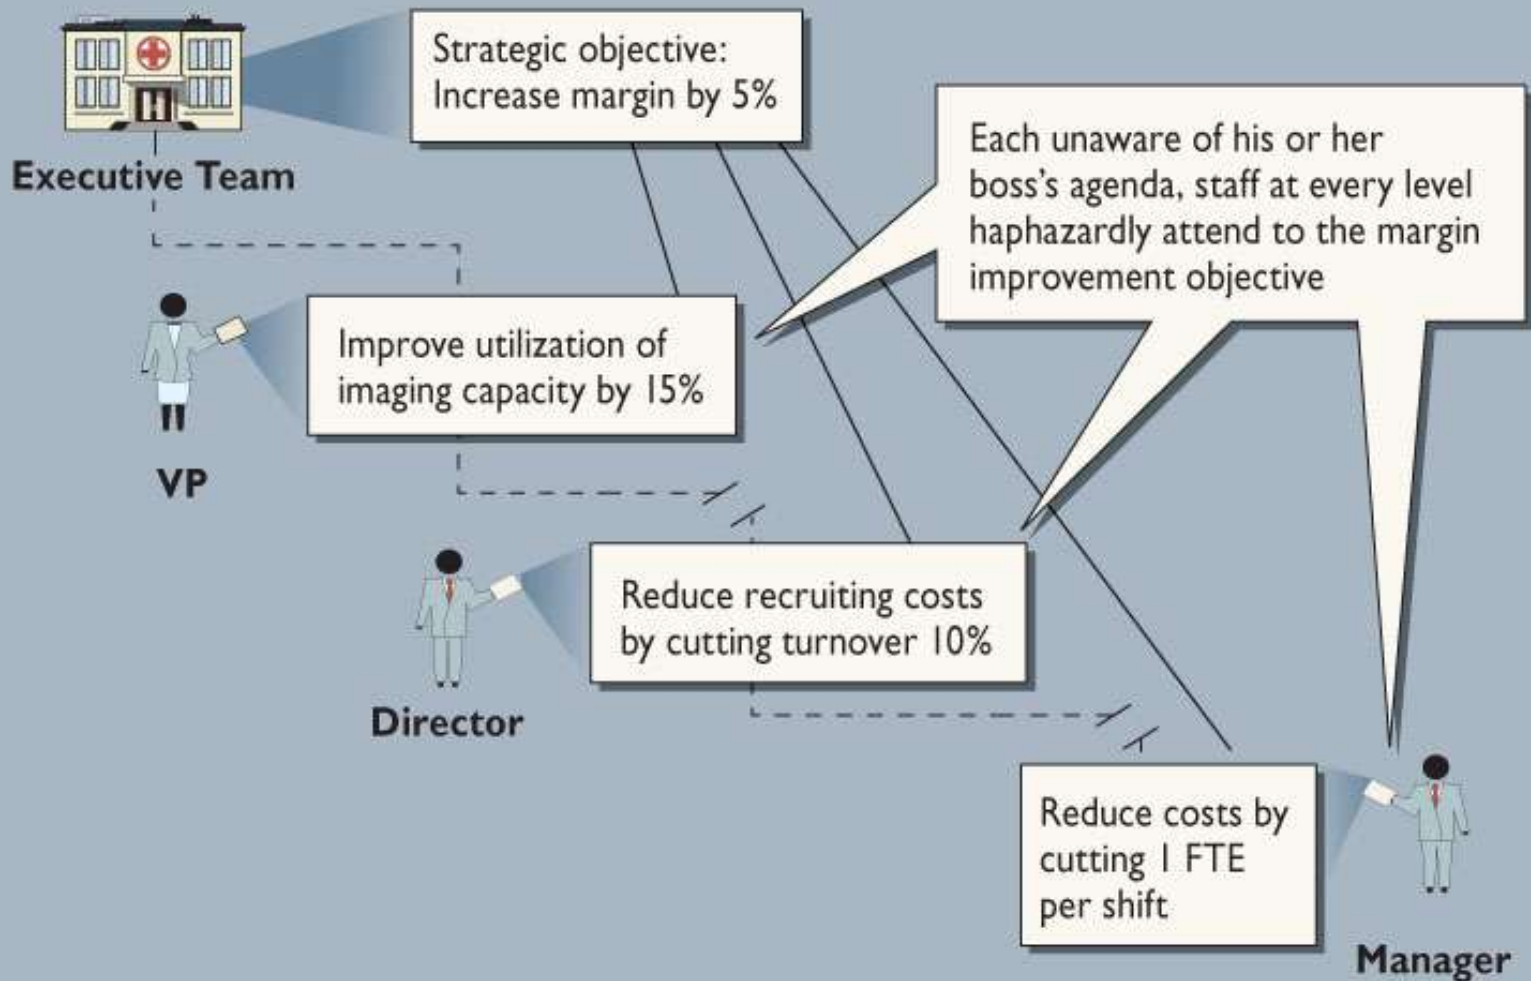 Strategic objective:
Increase margin by 5%
Executive Team
Each unaware of his or her
boss's agenda, staff at every level
haphazardly attend to the margin
improvement objective
Improve utilization of
imaging capacity by 15%
VP
Reduce recruiting costs
by cutting turnover 10%
Director
Reduce costs by
cutting 1 FTE
per shift
Manager